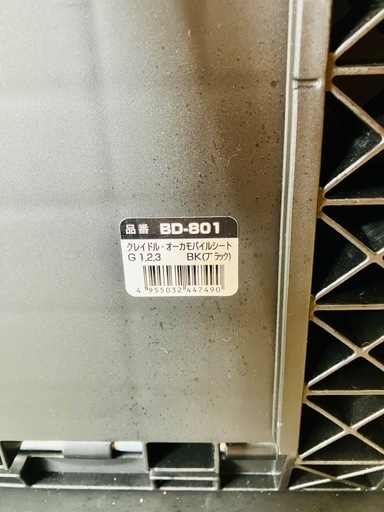 品番 BD-801
クレイドル・オーカモバイルシート
G 1,2,3 BK(ブラック)
4 955032 447490